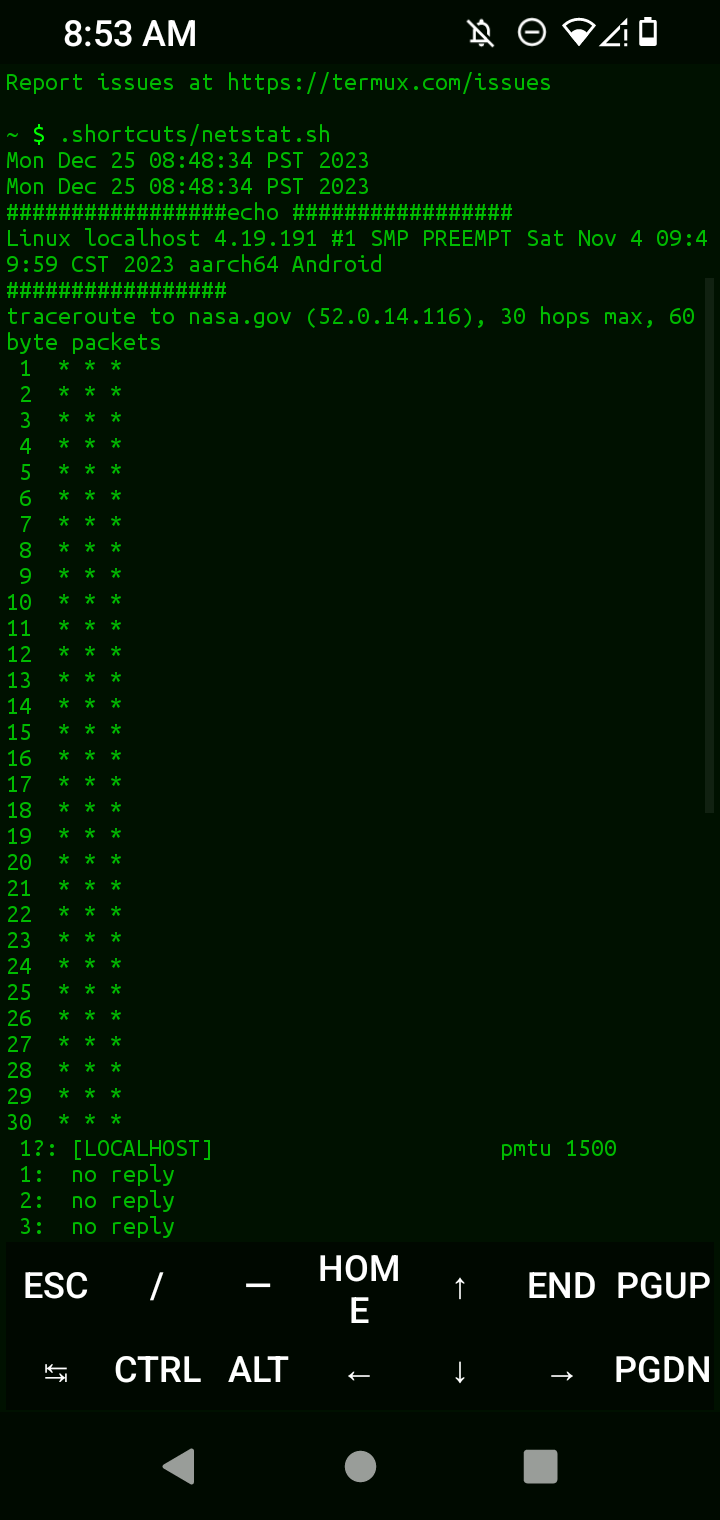 8:53 AM
Report issues at https://termux.com/issues
~ $ .shortcuts/netstat.sh
Mon Dec 25 08:48:34 PST 2023
Mon Dec 25 08:48:34 PST 2023
###################echo #################
Linux localhost 4.19.191 #1 SMP PREEMPT Sat Nov 4 09:4
9:59 CST 2023 aarch64 Android
#################
traceroute to nasa.gov (52.0.14.116), 30 hops max, 60
byte packets
1 * * *
2 * * *
3 * * *
4 * * *
5 * * *
6 * * *
7 * * *
8 * * *
9 * * *
10 * * *
11 * * *
12 * * *
13 * * *
14 * * *
15 * * *
16 * * *
17 * * *
18 * * *
19 * * *
20 * * *
21 * * *
22 * * *
23 * * *
24 * * *
25 * * *
26 * * *
27 * * *
28 * * *
29 * * *
30 * * *
1?: [LOCALHOST] pmtu 1500
1: no reply
2: no reply
3: no reply
ESC / — HOM
E ↑ END PGUP
↹ CTRL ALT ← ↓ → PGDN